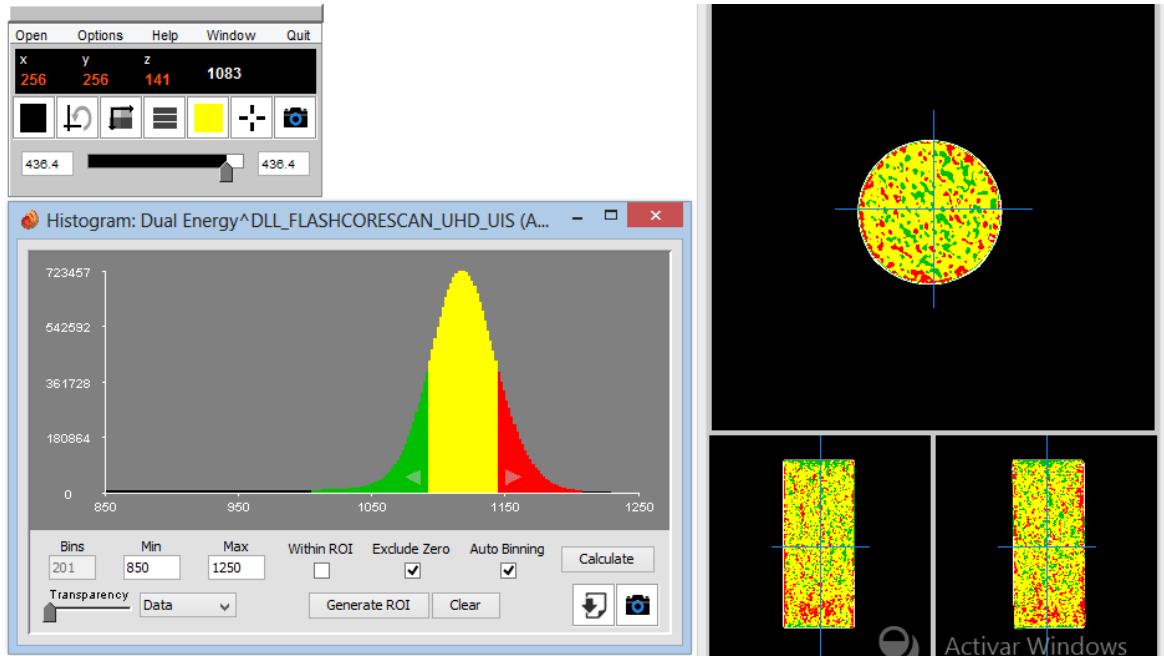 Open Options Help Window Quit
x y z
256 256 141 1083
436.4 436.4
Histogram: Dual Energy^DLL_FLASHCORESCAN_UHD_UIS (A...
723457
542592
361728
180864
0
850 950 1050 1150 1250
Bins Min Max Within ROI Exclude Zero Auto Binning Calculate
201 850 1250
Transparency Data Generate ROI Clear
Activar Windows